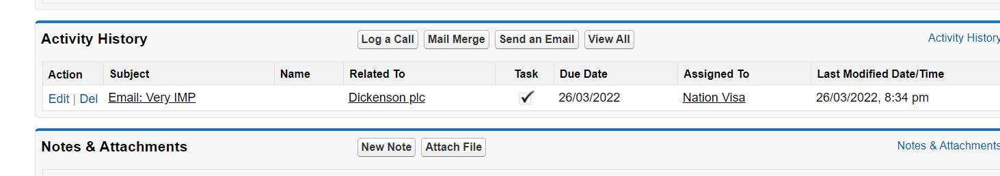 Activity History Log a Call Mail Merge Send an Email View All Activity History
Action Subject Name Related To Task Due Date Assigned To Last Modified Date/Time
Edit | Del Email: Very IMP Dickenson plc 26/03/2022 Nation Visa 26/03/2022, 8:34 pm
Notes & Attachments New Note Attach File Notes & Attachments